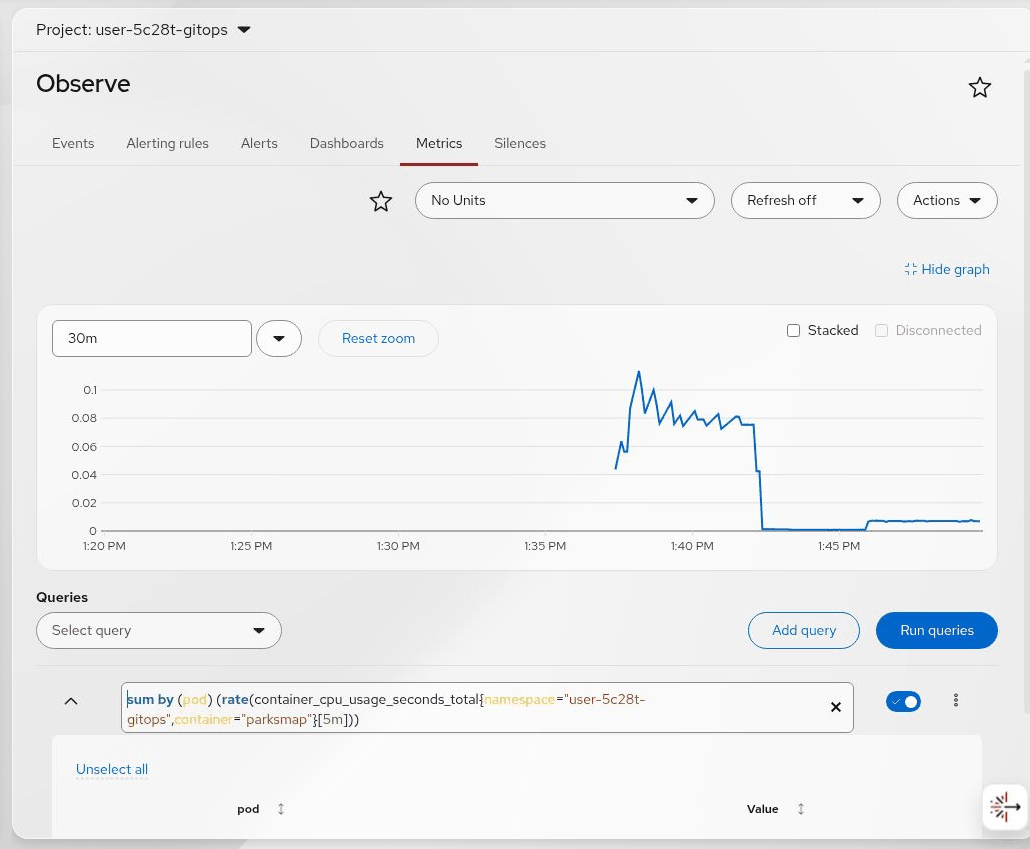 Project: user-5c28t-gitops
Observe
Events Alerting rules Alerts Dashboards Metrics Silences
No Units Refresh off Actions
Hide graph
30m Reset zoom Stacked Disconnected
0.1
0.08
0.06
0.04
0.02
0
1:20 PM 1:25 PM 1:30 PM 1:35 PM 1:40 PM 1:45 PM
Queries
Select query Add query Run queries
sum by (pod) (rate(container_cpu_usage_seconds_total{namespace="user-5c28t-
gitops",container="parksmap"}[5m]))
Unselect all
pod Value